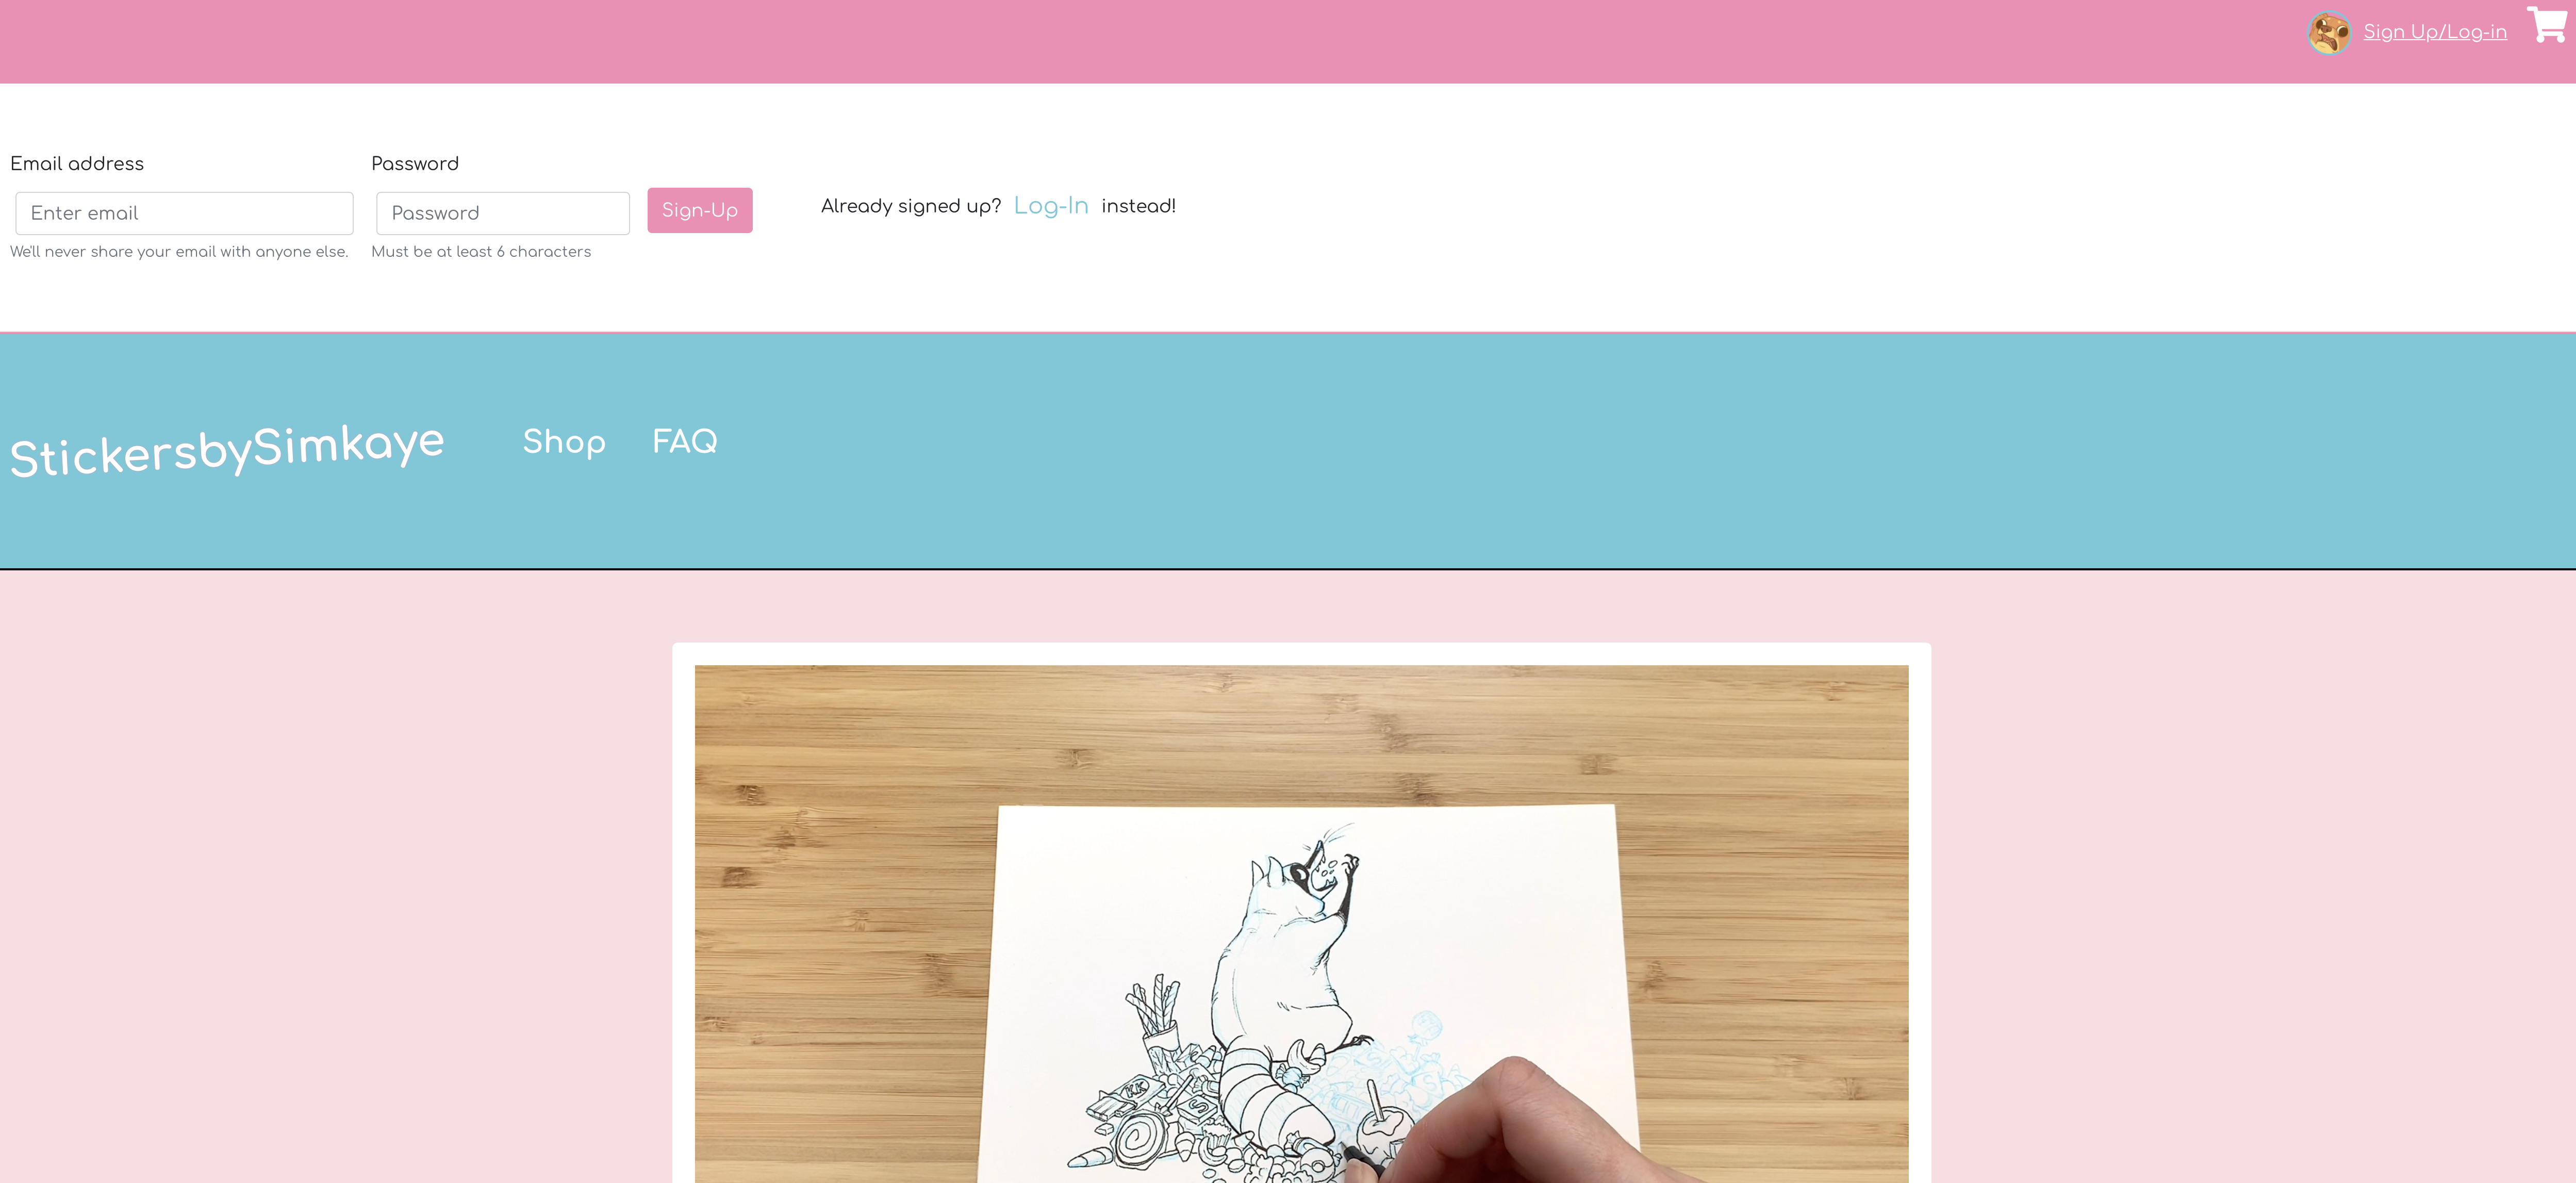 Sign Up/Log-in
Email address
Password
Enter email
Password
Sign-Up
Already signed up? Log-In instead!
We'll never share your email with anyone else.
Must be at least 6 characters
StickersbySimkaye
Shop
FAQ
KK
S